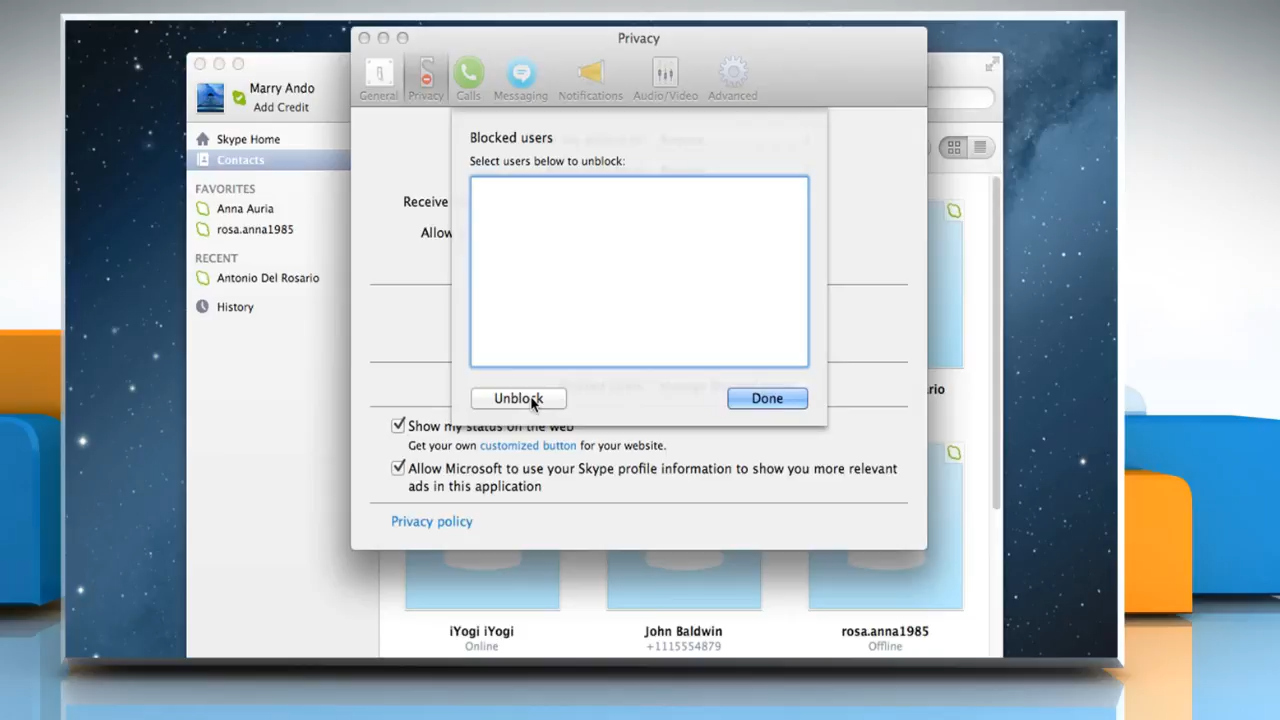 Privacy
General
Privacy
Calls
Messaging
Notifications
Audio/Video
Advanced
Marry Ando
Add Credit
Skype Home
Contacts
FAVORITES
Anna Auria
rosa.anna1985
RECENT
Antonio Del Rosario
History
Blocked users
Select users below to unblock:
Receive
Allow
Unblock
Done
Show my status on the web
Get your own customized button for your website.
Allow Microsoft to use your Skype profile information to show you more relevant
ads in this application
Privacy policy
rio
iYogi iYogi
Online
John Baldwin
+1115554879
rosa.anna1985
Offline